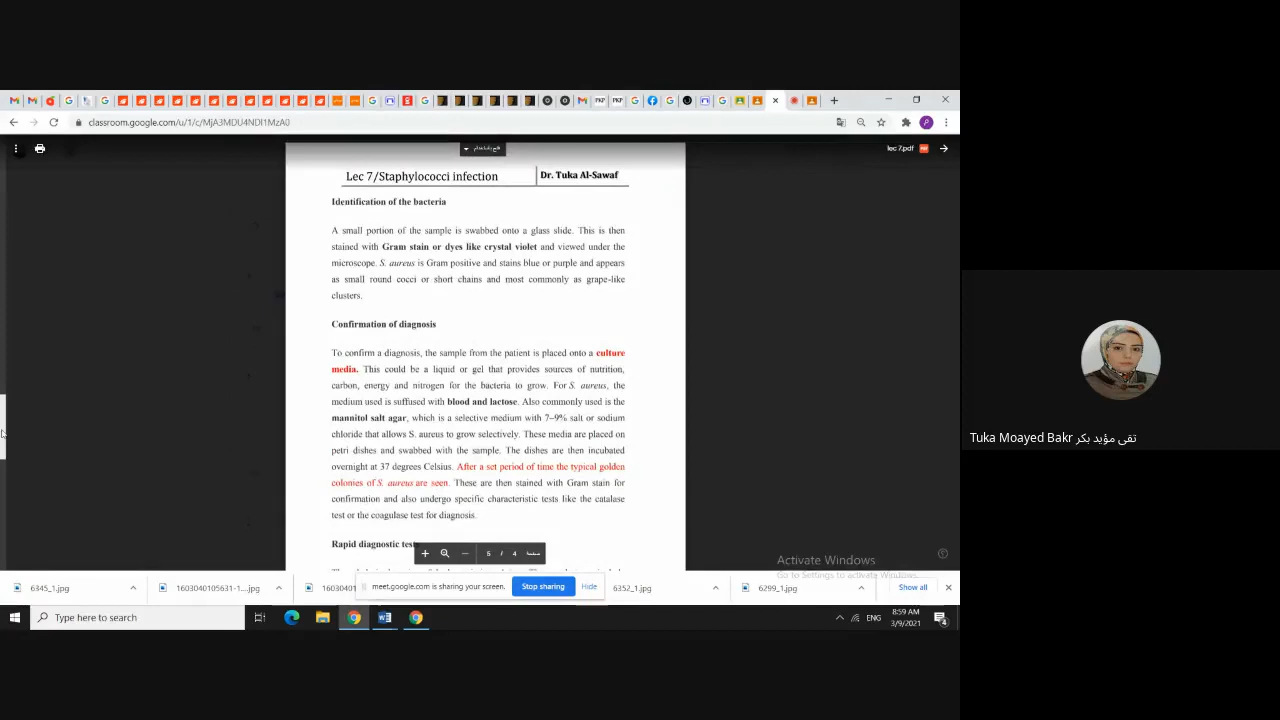 classroom.google.com/u/1/c/MjA3MDU4NDI1MzA0
lec 7.pdf
Lec 7/Staphylococci infection
Dr. Tuka Al-Sawaf
Identification of the bacteria
A small portion of the sample is swabbed onto a glass slide. This is then
stained with Gram stain or dyes like crystal violet and viewed under the
microscope. S. aureus is Gram positive and stains blue or purple and appears
as small round cocci or short chains and most commonly as grape-like
clusters.
Confirmation of diagnosis
To confirm a diagnosis, the sample from the patient is placed onto a culture
media. This could be a liquid or gel that provides sources of nutrition,
carbon, energy and nitrogen for the bacteria to grow. For S. aureus, the
medium used is suffused with blood and lactose. Also commonly used is the
mannitol salt agar, which is a selective medium with 7–9% salt or sodium
chloride that allows S. aureus to grow selectively. These media are placed on
petri dishes and swabbed with the sample. The dishes are then incubated
overnight at 37 degrees Celsius. After a set period of time the typical golden
colonies of S. aureus are seen. These are then stained with Gram stain for
confirmation and also undergo specific characteristic tests like the catalase
test or the coagulase test for diagnosis.
Rapid diagnostic tests
5 / 4 صفحة
Tuka Moayed Bakr تقى مؤيد بكر
Activate Windows
Go to Settings to activate Windows.
6345_1.jpg
1603040105631-1....jpg
1603040
meet.google.com is sharing your screen.
Stop sharing
Hide
6352_1.jpg
6299_1.jpg
Show all
Type here to search
ENG
8:59 AM
3/9/2021
4